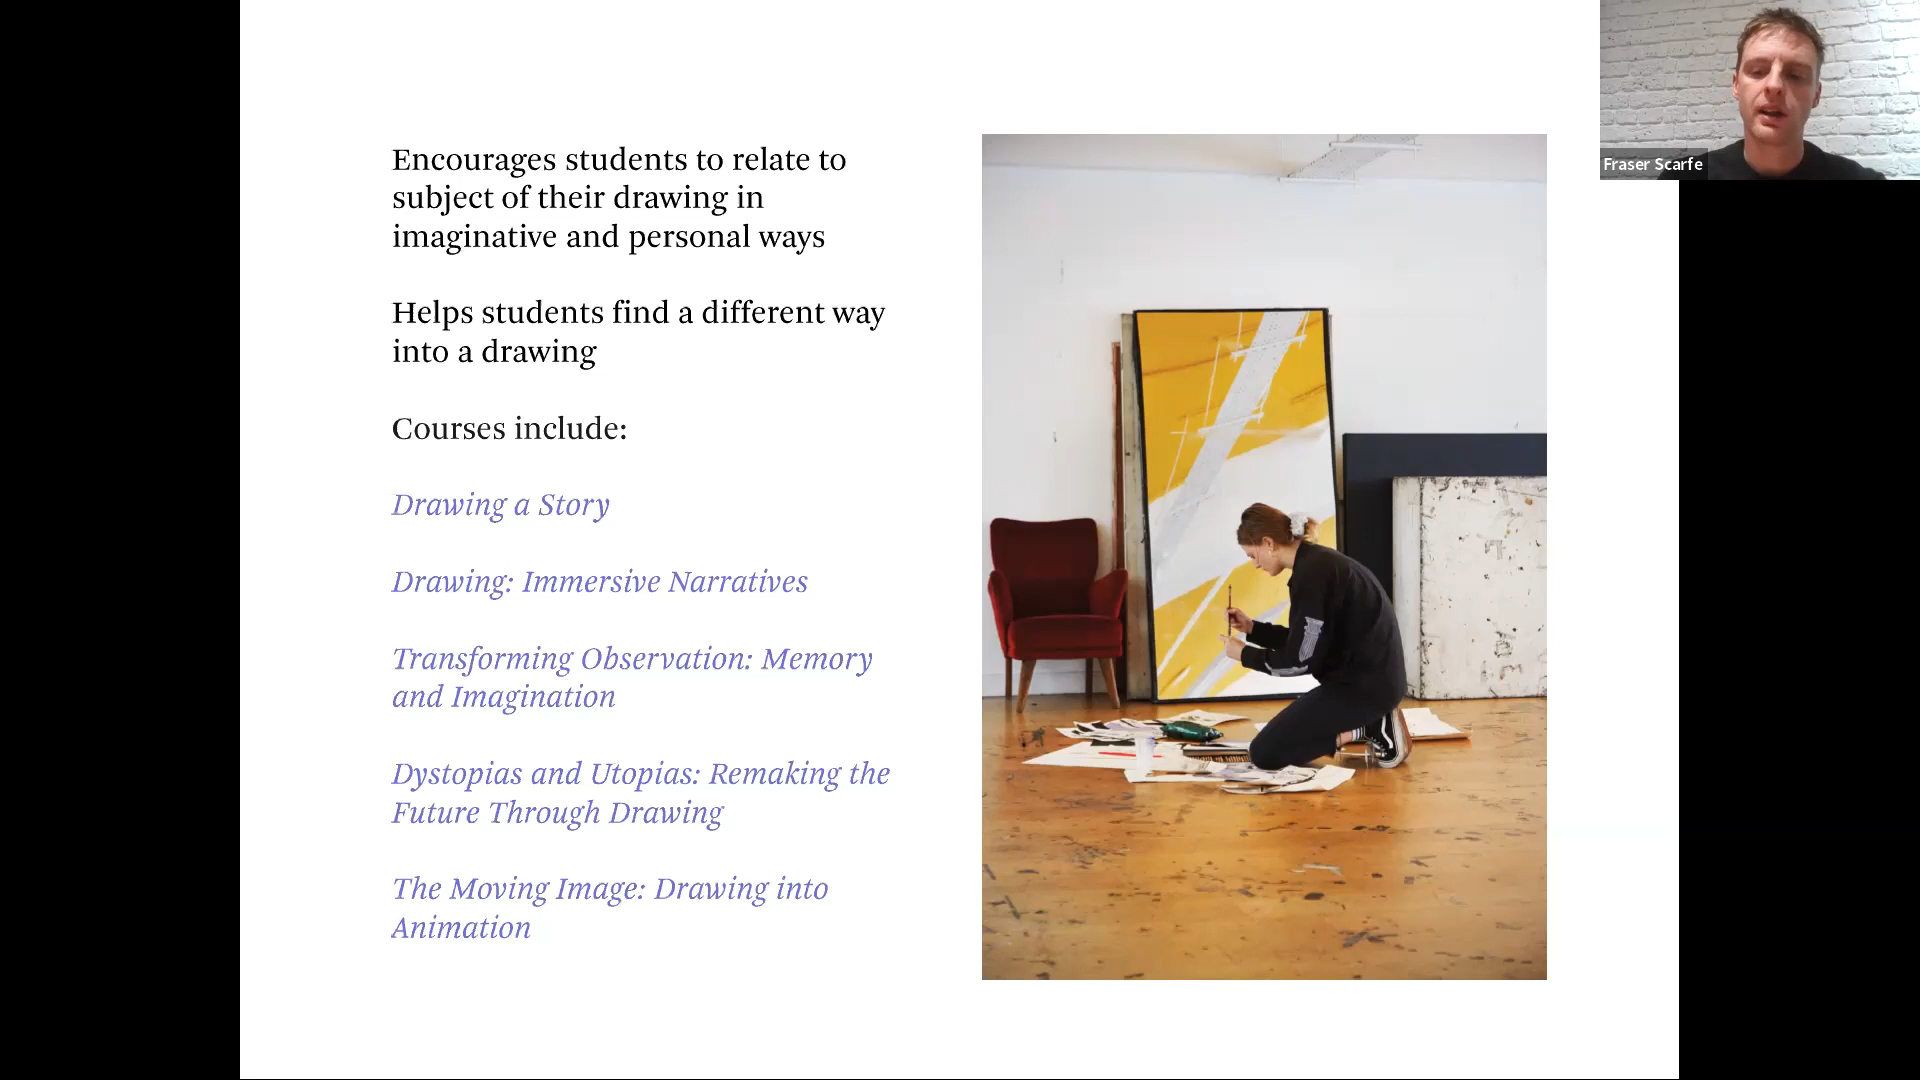 Encourages students to relate to
subject of their drawing in
imaginative and personal ways
Helps students find a different way
into a drawing
Courses include:
Drawing a Story
Drawing: Immersive Narratives
Transforming Observation: Memory
and Imagination
Dystopias and Utopias: Remaking the
Future Through Drawing
The Moving Image: Drawing into
Animation
Fraser Scarfe